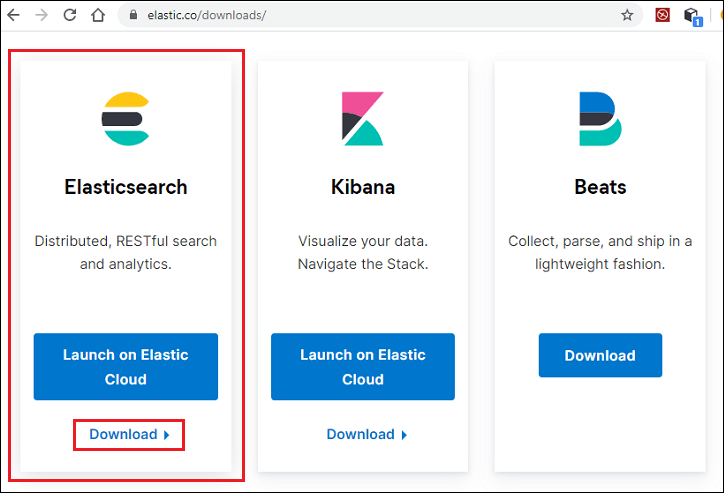 elastic.co/downloads/
1
Elasticsearch
Distributed, RESTful search
and analytics.
Launch on Elastic
Cloud
Download
Kibana
Visualize your data.
Navigate the Stack.
Launch on Elastic
Cloud
Download
Beats
Collect, parse, and ship in a
lightweight fashion.
Download